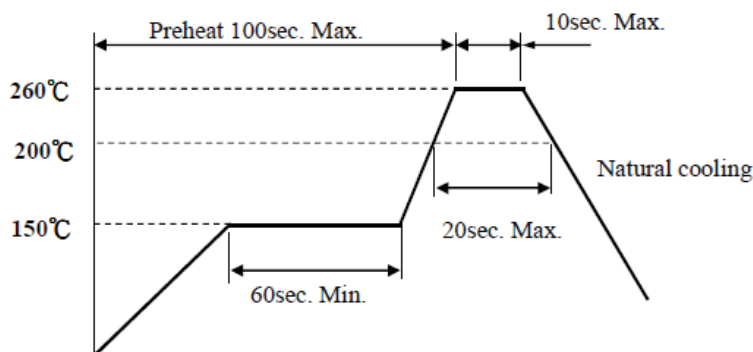 Preheat 100sec. Max.
10sec. Max.
260℃
200℃
Natural cooling
150℃
20sec. Max.
60sec. Min.